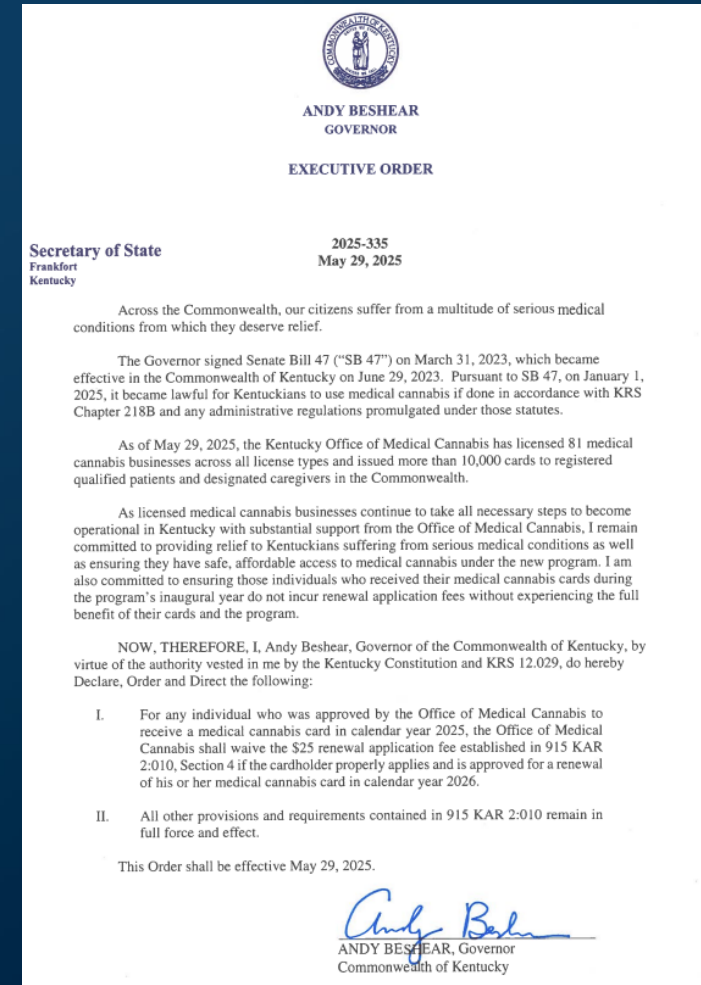 COMMONWEALTH OF KENTUCKY
ANDY BESHEAR
GOVERNOR
EXECUTIVE ORDER
Secretary of State
Frankfort
Kentucky
2025-335
May 29, 2025
Across the Commonwealth, our citizens suffer from a multitude of serious medical
conditions from which they deserve relief.
The Governor signed Senate Bill 47 ("SB 47") on March 31, 2023, which became
effective in the Commonwealth of Kentucky on June 29, 2023. Pursuant to SB 47, on January 1,
2025, it became lawful for Kentuckians to use medical cannabis if done in accordance with KRS
Chapter 218B and any administrative regulations promulgated under those statutes.
As of May 29, 2025, the Kentucky Office of Medical Cannabis has licensed 81 medical
cannabis businesses across all license types and issued more than 10,000 cards to registered
qualified patients and designated caregivers in the Commonwealth.
As licensed medical cannabis businesses continue to take all necessary steps to become
operational in Kentucky with substantial support from the Office of Medical Cannabis, I remain
committed to providing relief to Kentuckians suffering from serious medical conditions as well
as ensuring they have safe, affordable access to medical cannabis under the new program. I am
also committed to ensuring those individuals who received their medical cannabis cards during
the program's inaugural year do not incur renewal application fees without experiencing the full
benefit of their cards and the program.
NOW, THEREFORE, I, Andy Beshear, Governor of the Commonwealth of Kentucky, by
virtue of the authority vested in me by the Kentucky Constitution and KRS 12.029, do hereby
Declare, Order and Direct the following:
I. For any individual who was approved by the Office of Medical Cannabis to
receive a medical cannabis card in calendar year 2025, the Office of Medical
Cannabis shall waive the $25 renewal application fee established in 915 KAR
2:010, Section 4 if the cardholder properly applies and is approved for a renewal
of his or her medical cannabis card in calendar year 2026.
II. All other provisions and requirements contained in 915 KAR 2:010 remain in
full force and effect.
This Order shall be effective May 29, 2025.
Andy Beshear
ANDY BESHEAR, Governor
Commonwealth of Kentucky